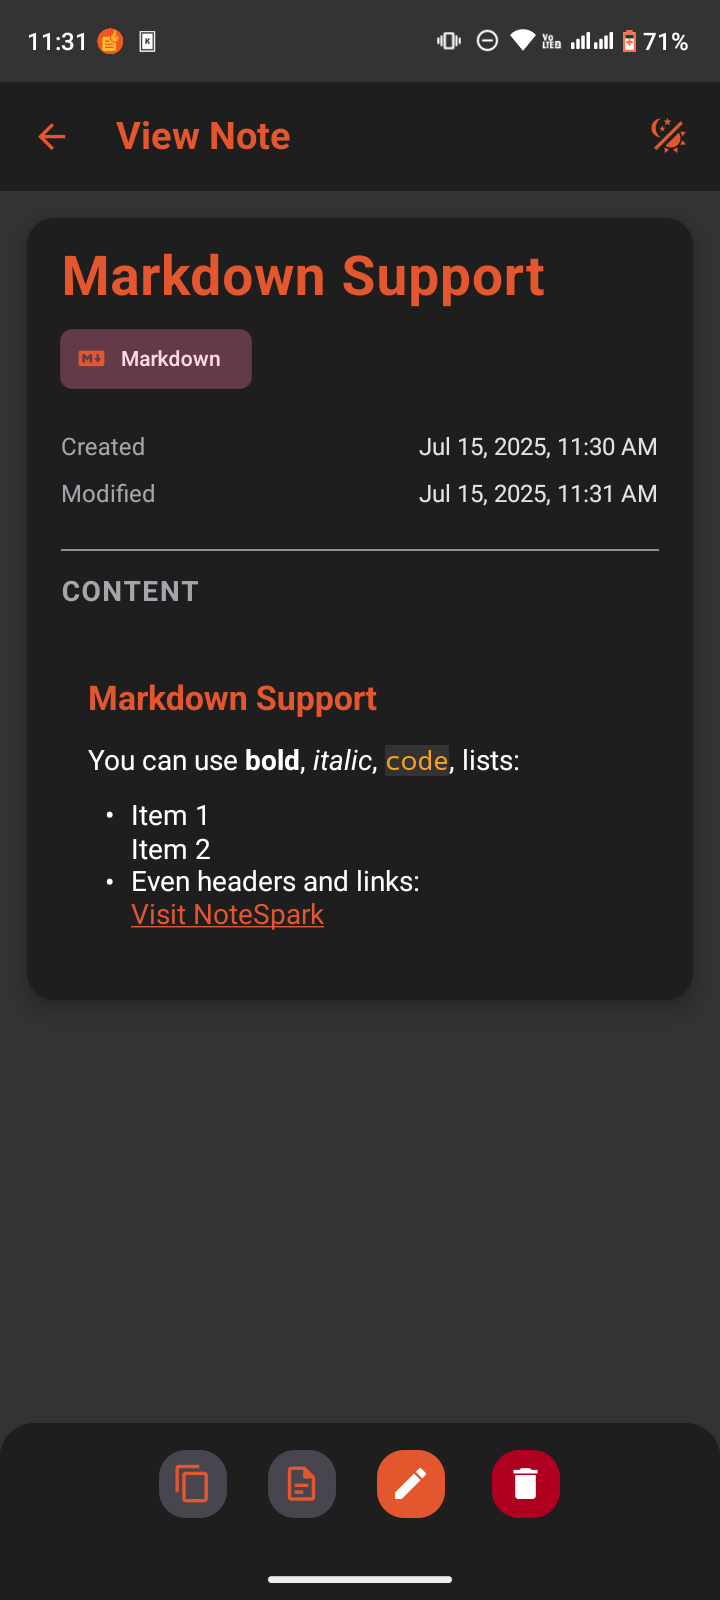 11:31 71%
View Note
Markdown Support
Markdown
Created Jul 15, 2025, 11:30 AM
Modified Jul 15, 2025, 11:31 AM
CONTENT
Markdown Support
You can use bold, italic, code, lists:
• Item 1
Item 2
• Even headers and links:
Visit NoteSpark